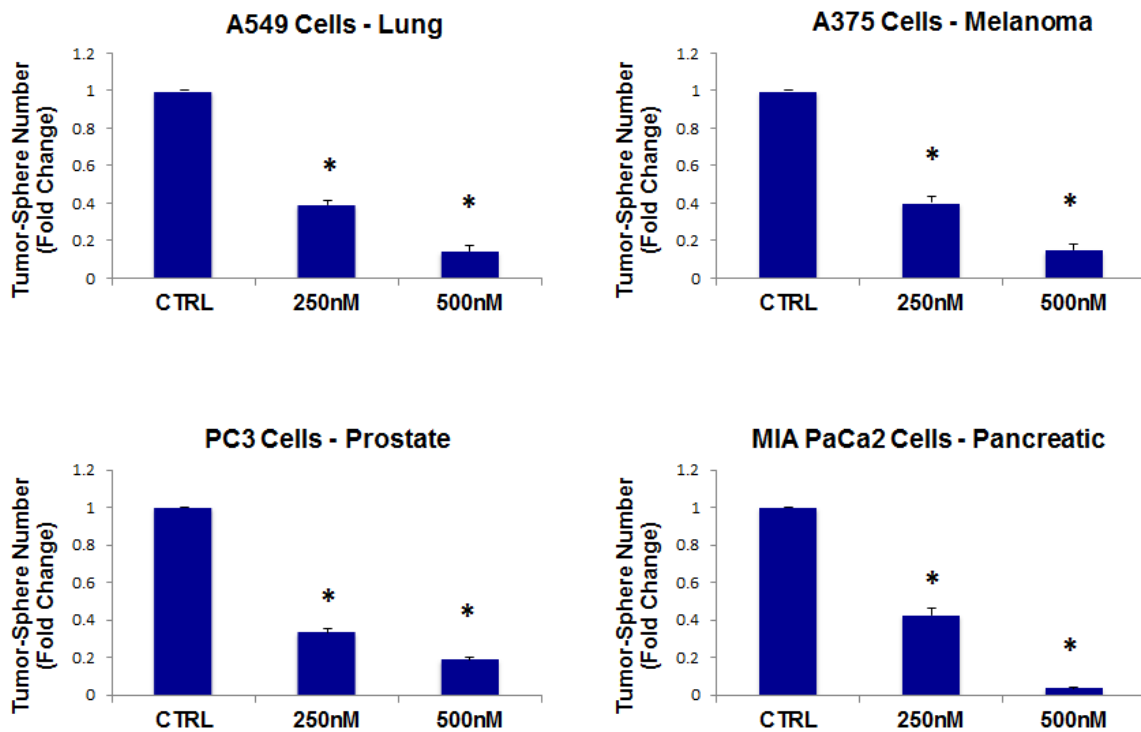 A549 Cells - Lung
Tumor-Sphere Number
(Fold Change)
1.2
1
0.8
0.6
0.4
0.2
0
*
*
CTRL 250nM 500nM
A375 Cells - Melanoma
Tumor-Sphere Number
(Fold Change)
1.2
1
0.8
0.6
0.4
0.2
0
*
*
CTRL 250nM 500nM
PC3 Cells - Prostate
Tumor-Sphere Number
(Fold Change)
1.2
1
0.8
0.6
0.4
0.2
0
*
*
CTRL 250nM 500nM
MIA PaCa2 Cells - Pancreatic
Tumor-Sphere Number
(Fold Change)
1.2
1
0.8
0.6
0.4
0.2
0
*
*
CTRL 250nM 500nM